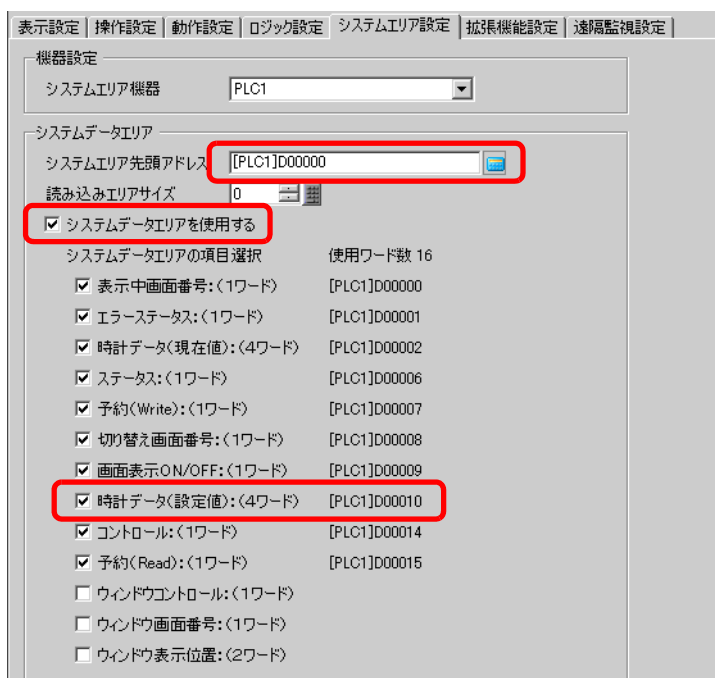 表示設定 操作設定 動作設定 ロジック設定 システムエリア設定 拡張機能設定 遠隔監視設定
機器設定
システムエリア機器 PLC1
システムデータエリア
システムエリア先頭アドレス [PLC1]D00000
読み込みエリアサイズ 0
システムデータエリアを使用する
システムデータエリアの項目選択 使用ワード数 16
表示中画面番号:(1ワード) [PLC1]D00000
エラーステータス:(1ワード) [PLC1]D00001
時計データ(現在値):(4ワード) [PLC1]D00002
ステータス:(1ワード) [PLC1]D00006
予約(Write):(1ワード) [PLC1]D00007
切り替え画面番号:(1ワード) [PLC1]D00008
画面表示ON/OFF:(1ワード) [PLC1]D00009
時計データ(設定値):(4ワード) [PLC1]D00010
コントロール:(1ワード) [PLC1]D00014
予約(Read):(1ワード) [PLC1]D00015
ウィンドウコントロール:(1ワード)
ウィンドウ画面番号:(1ワード)
ウィンドウ表示位置:(2ワード)